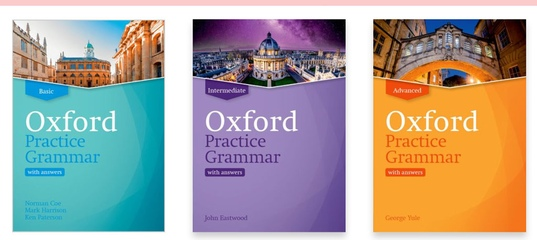 Basic
Oxford
Practice
Grammar
with answers
Norman Coe
Mark Harrison
Ken Paterson
Intermediate
Oxford
Practice
Grammar
with answers
John Eastwood
Advanced
Oxford
Practice
Grammar
with answers
George Yule